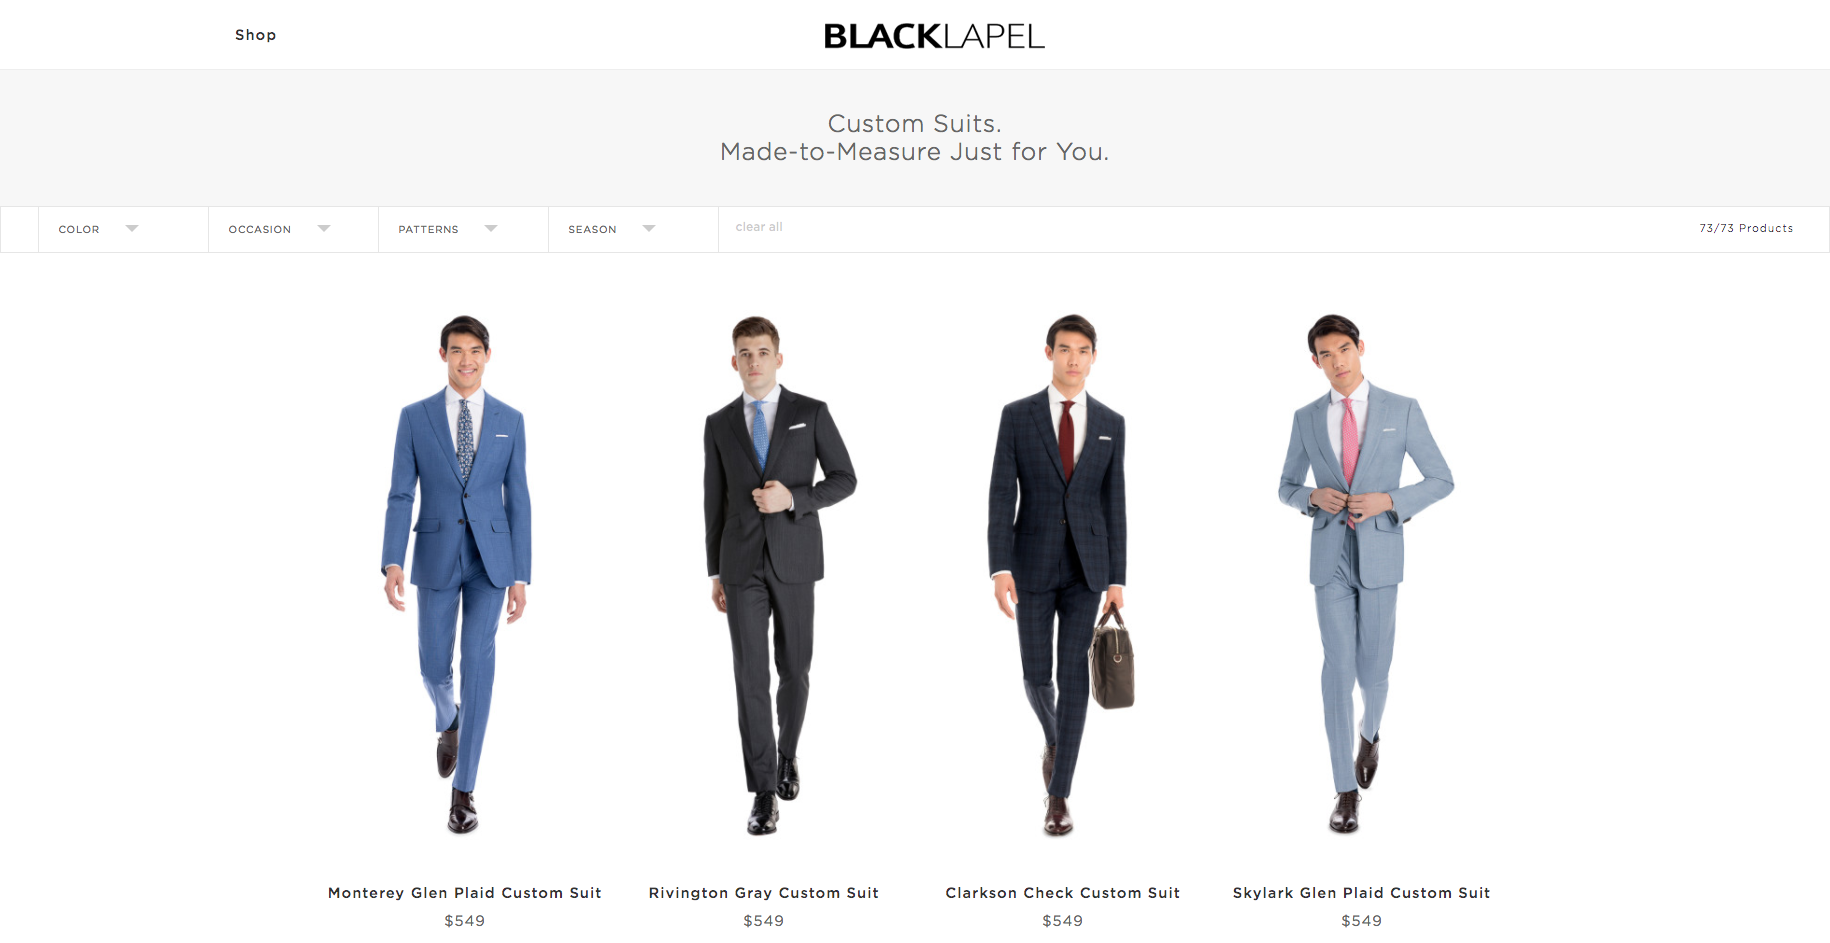 Shop
BLACKLAPEL
Custom Suits.
Made-to-Measure Just for You.
COLOR
OCCASION
PATTERNS
SEASON
clear all
73/73 Products
Monterey Glen Plaid Custom Suit
$549
Rivington Gray Custom Suit
$549
Clarkson Check Custom Suit
$549
Skylark Glen Plaid Custom Suit
$549